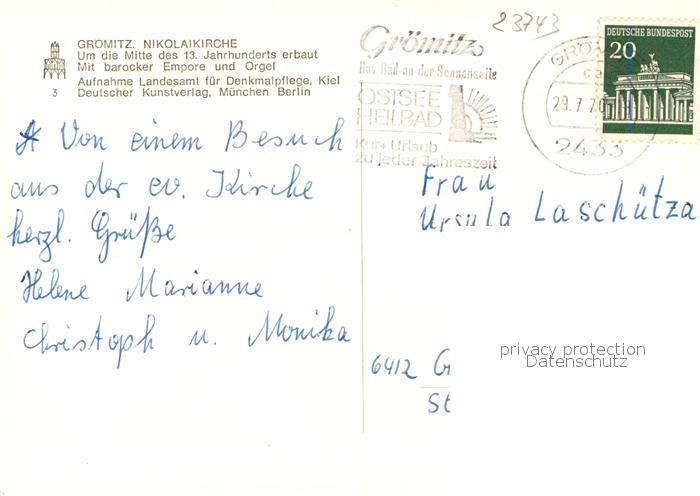 23743
GRÖMITZ. NIKOLAIKIRCHE
Um die Mitte des 13. Jahrhunderts erbaut
Mit barocker Empore und Orgel
Aufnahme Landesamt für Denkmalpflege, Kiel
3 Deutscher Kunstverlag, München Berlin
Grömitz
Das Bad an der Sonnenseite
OSTSEE
HEILBAD
Kur + Urlaub
zu jeder Jahreszeit
29.7.70
2433
DEUTSCHE BUNDESPOST
20
Von einem Besuch
aus der ev. Kirche
herzl. Grüße
Helene Marianne
Christoph u. Monika
Frau
Ursula Laschütza
6412 G
St
privacy protection
Datenschutz